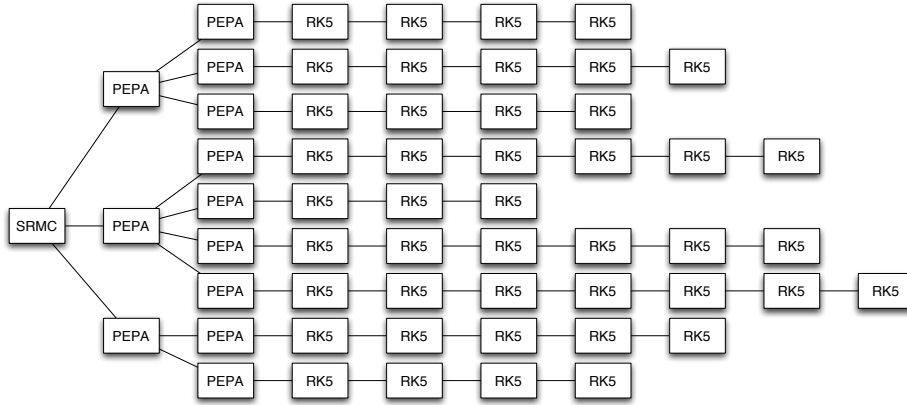 PEPA RK5 RK5 RK5 RK5
PEPA RK5 RK5 RK5 RK5 RK5
PEPA
PEPA RK5 RK5 RK5 RK5
PEPA RK5 RK5 RK5 RK5 RK5 RK5
PEPA RK5 RK5 RK5
SRMC PEPA
PEPA RK5 RK5 RK5 RK5 RK5 RK5
PEPA RK5 RK5 RK5 RK5 RK5 RK5 RK5
PEPA PEPA RK5 RK5 RK5 RK5 RK5
PEPA RK5 RK5 RK5 RK5